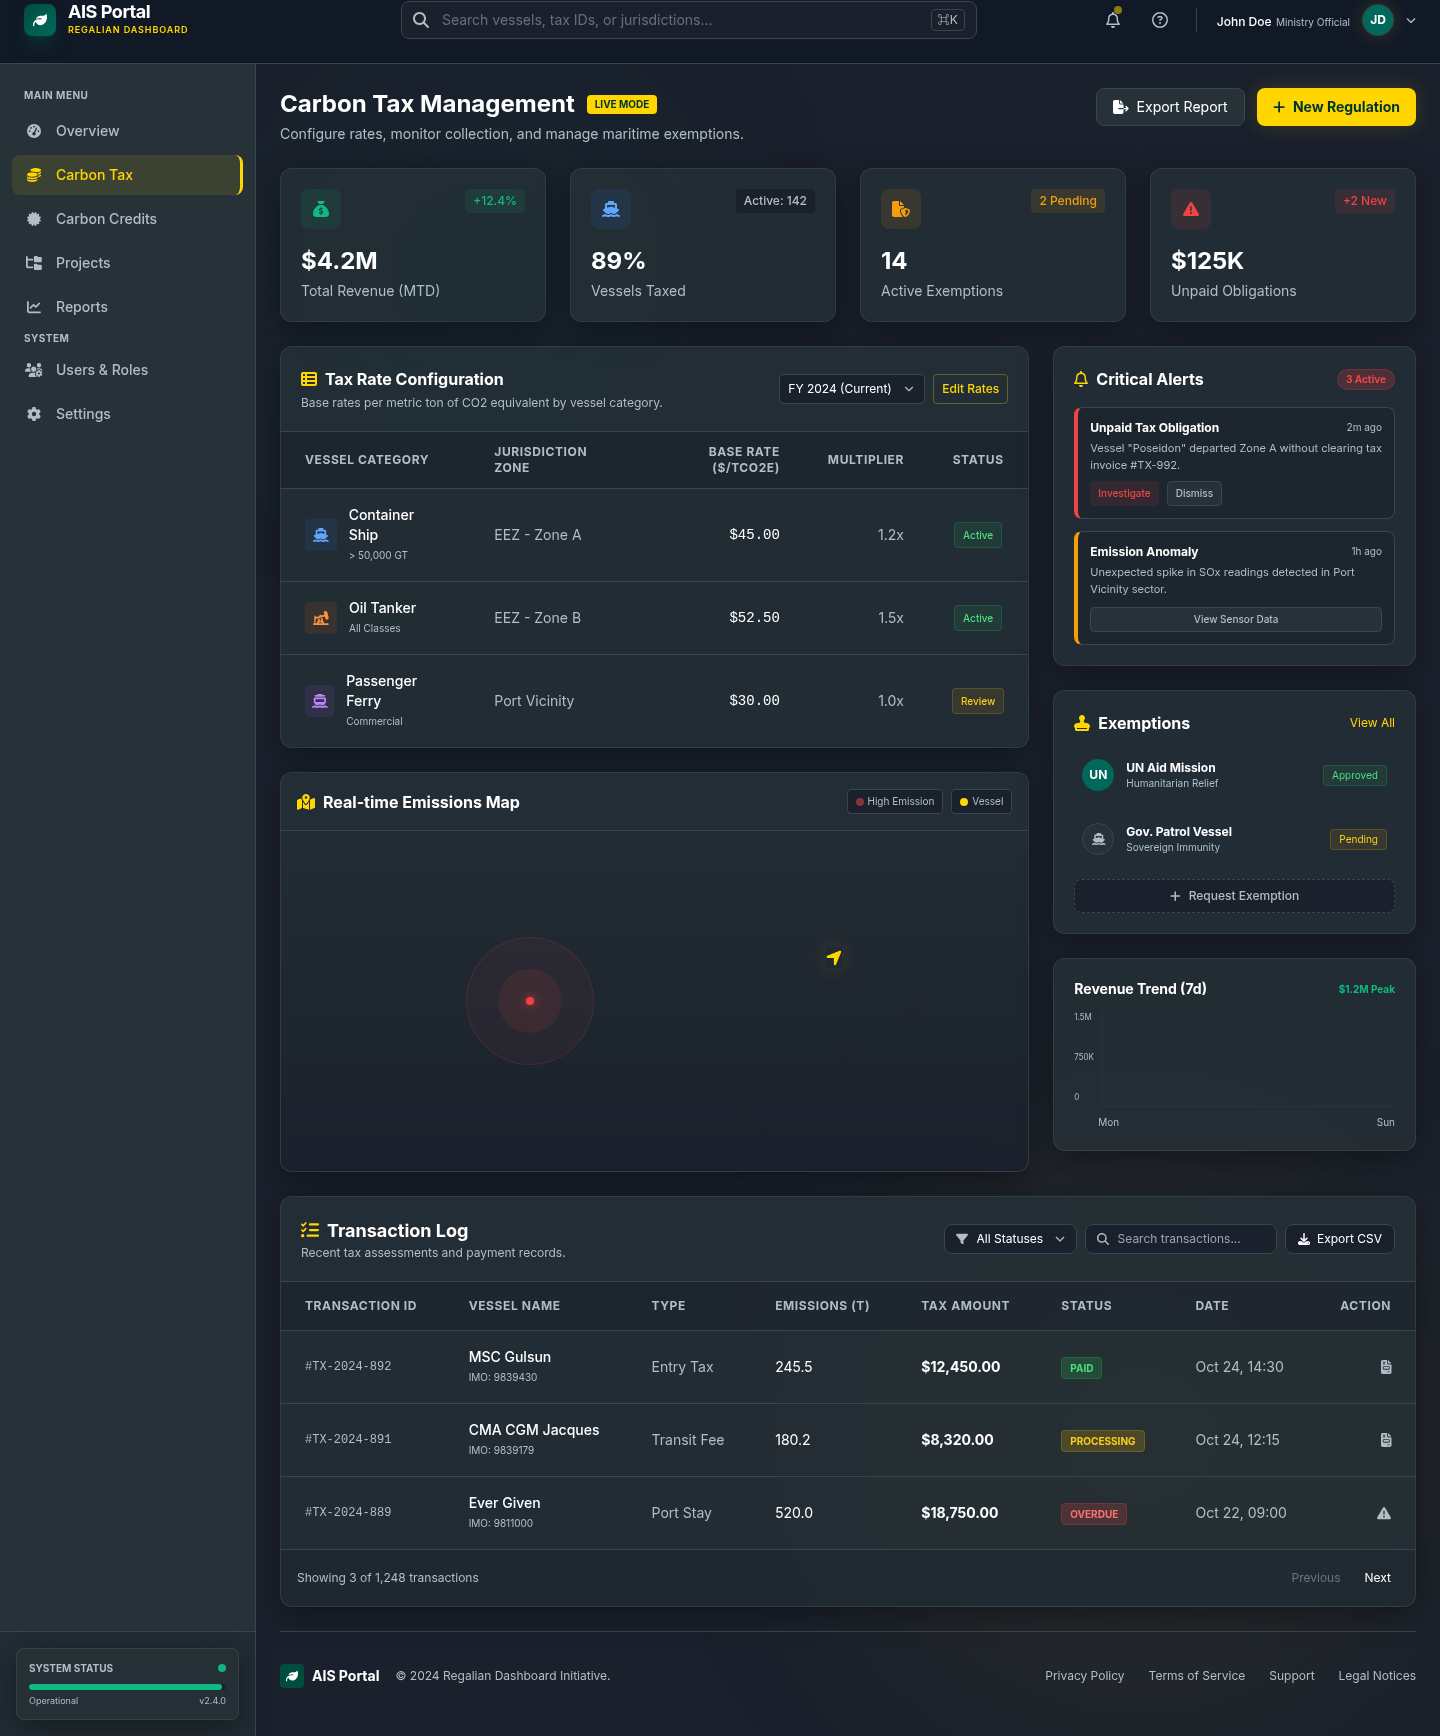 AIS Portal
REGALIAN DASHBOARD
Search vessels, tax IDs, or jurisdictions...
⌘K
John Doe Ministry Official
JD
MAIN MENU
Overview
Carbon Tax
Carbon Credits
Projects
Reports
SYSTEM
Users & Roles
Settings
SYSTEM STATUS
Operational
v2.4.0
Carbon Tax Management
LIVE MODE
Configure rates, monitor collection, and manage maritime exemptions.
Export Report
New Regulation
+12.4%
$4.2M
Total Revenue (MTD)
Active: 142
89%
Vessels Taxed
2 Pending
14
Active Exemptions
+2 New
$125K
Unpaid Obligations
Tax Rate Configuration
Base rates per metric ton of CO2 equivalent by vessel category.
FY 2024 (Current)
Edit Rates
VESSEL CATEGORY
JURISDICTION
ZONE
BASE RATE
($/TCO2E)
MULTIPLIER
STATUS
Container
Ship
> 50,000 GT
EEZ - Zone A
$45.00
1.2x
Active
Oil Tanker
All Classes
EEZ - Zone B
$52.50
1.5x
Active
Passenger
Ferry
Commercial
Port Vicinity
$30.00
1.0x
Review
Real-time Emissions Map
High Emission
Vessel
Critical Alerts
3 Active
Unpaid Tax Obligation
2m ago
Vessel "Poseidon" departed Zone A without clearing tax
invoice #TX-992.
Investigate
Dismiss
Emission Anomaly
1h ago
Unexpected spike in SOx readings detected in Port
Vicinity sector.
View Sensor Data
Exemptions
View All
UN
UN Aid Mission
Humanitarian Relief
Approved
Gov. Patrol Vessel
Sovereign Immunity
Pending
Request Exemption
Revenue Trend (7d)
$1.2M Peak
1.5M
750K
0
Mon
Sun
Transaction Log
Recent tax assessments and payment records.
All Statuses
Search transactions...
Export CSV
TRANSACTION ID
VESSEL NAME
TYPE
EMISSIONS (T)
TAX AMOUNT
STATUS
DATE
ACTION
#TX-2024-892
MSC Gulsun
IMO: 9839430
Entry Tax
245.5
$12,450.00
PAID
Oct 24, 14:30
#TX-2024-891
CMA CGM Jacques
IMO: 9839179
Transit Fee
180.2
$8,320.00
PROCESSING
Oct 24, 12:15
#TX-2024-889
Ever Given
IMO: 9811000
Port Stay
520.0
$18,750.00
OVERDUE
Oct 22, 09:00
Showing 3 of 1,248 transactions
Previous
Next
AIS Portal
© 2024 Regalian Dashboard Initiative.
Privacy Policy
Terms of Service
Support
Legal Notices